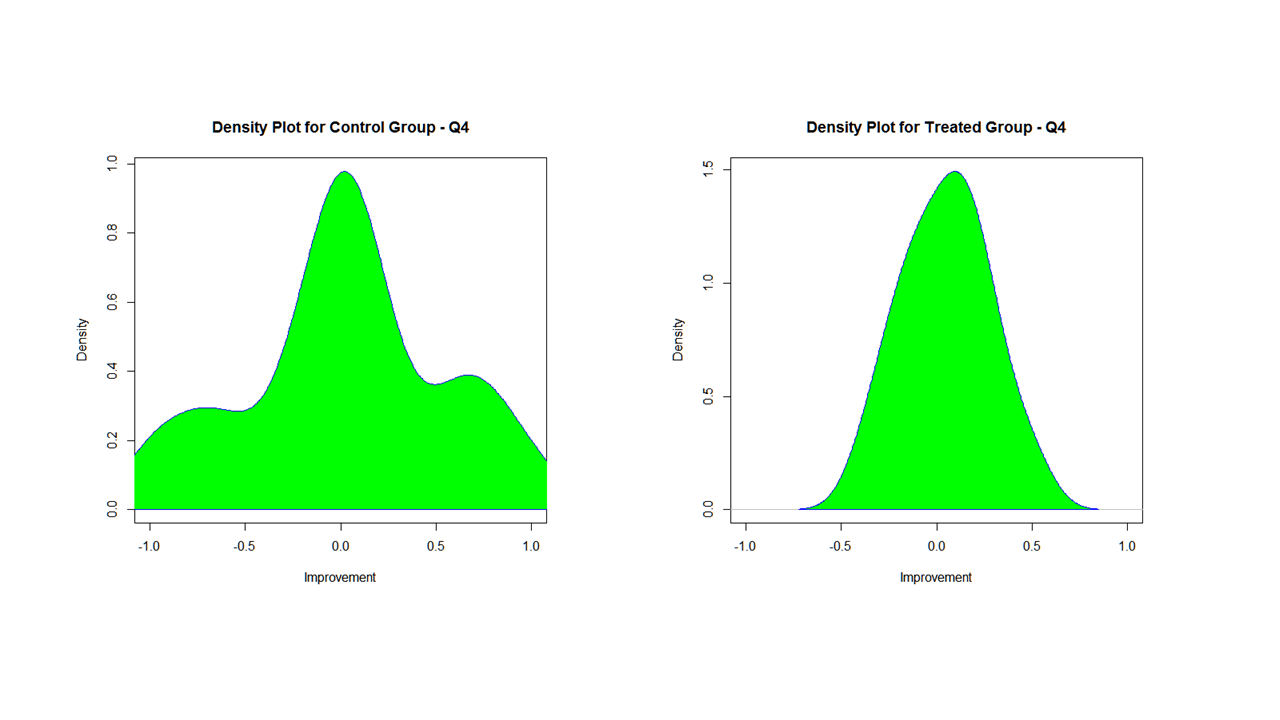 Density Plot for Control Group - Q4
1.0
0.8
0.6
0.4
0.2
0.0
Density
-1.0 -0.5 0.0 0.5 1.0
Improvement
Density Plot for Treated Group - Q4
1.5
1.0
0.5
0.0
Density
-1.0 -0.5 0.0 0.5 1.0
Improvement